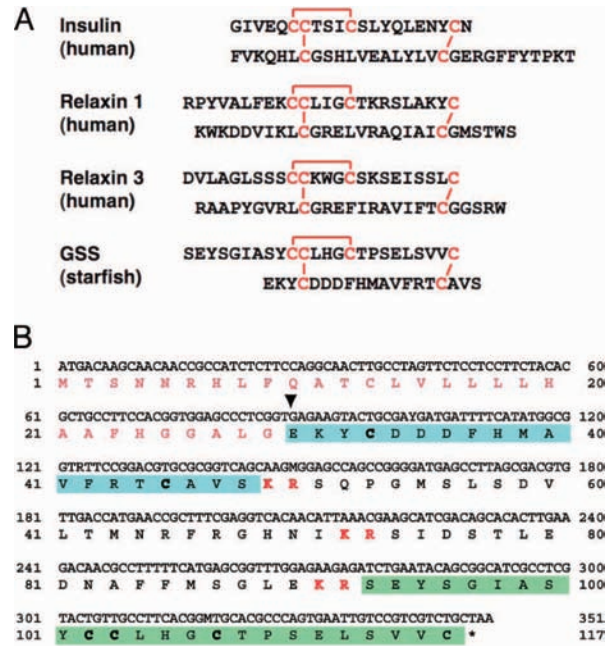 A
Insulin GIVEQCCTSICSLYQLENYCN
(human) FVKQHLCGSHLVEALYLVCGERGFFYTPKT
Relaxin 1 RPYVALFEKCCLIGCTKRSLAKYC
(human) KWKDDVIKLCGRELVRAQIAICGMSTWS
Relaxin 3 DVLAGLSSSCCKWGCSKSEISSLC
(human) RAAPYGVRLCGREFIRAVIFTCGGSRW
GSS SEYSGIASYCCLHGCTPSELSVVC
(starfish) EKYCDDDFHMAVFRTCAVS
B
1 ATGACAAGCAACAACCGCCATCTCTTCCAGGCAACTTGCCTAGTTCTCCTCCTTCTACAC 60
1 M T S N N R H L F Q A T C L V L L L L H 20
61 GCTGCCTTCCACGGTGGAGCCCTCGGTGAGAAGTACTGCGATGATGATTTTCATATGGCG 120
21 A A F H G G A L G E K Y C D D D F H M A 40
121 GTRTTCCGGACGTGCGCGGTCAGCAAGMGGAGCCAGCCGGGGATGAGCCTTAGCGACGTG 180
41 V F R T C A V S K R S Q P G M S L S D V 60
181 TTGACCATGAACCGCTTTCGAGGTCACAACATTAAACGAAGCATCGACAGCACACTTGAA 240
41 L T M N R F R G H N I K R S I D S T L E 80
241 GACAACGCCTTTTTCATGAGCGGTTTGGAGAAGAGATCTGAATACAGCGGCATCGCCTCG 300
81 D N A F F M S G L E K R S E Y S G I A S 100
301 TACTGTTGCCTTCACGGMTGCACGCCCAGTGAATTGTCCGTCGTCTGCTAA 351
101 Y C C L H G C T P S E L S V V C * 117